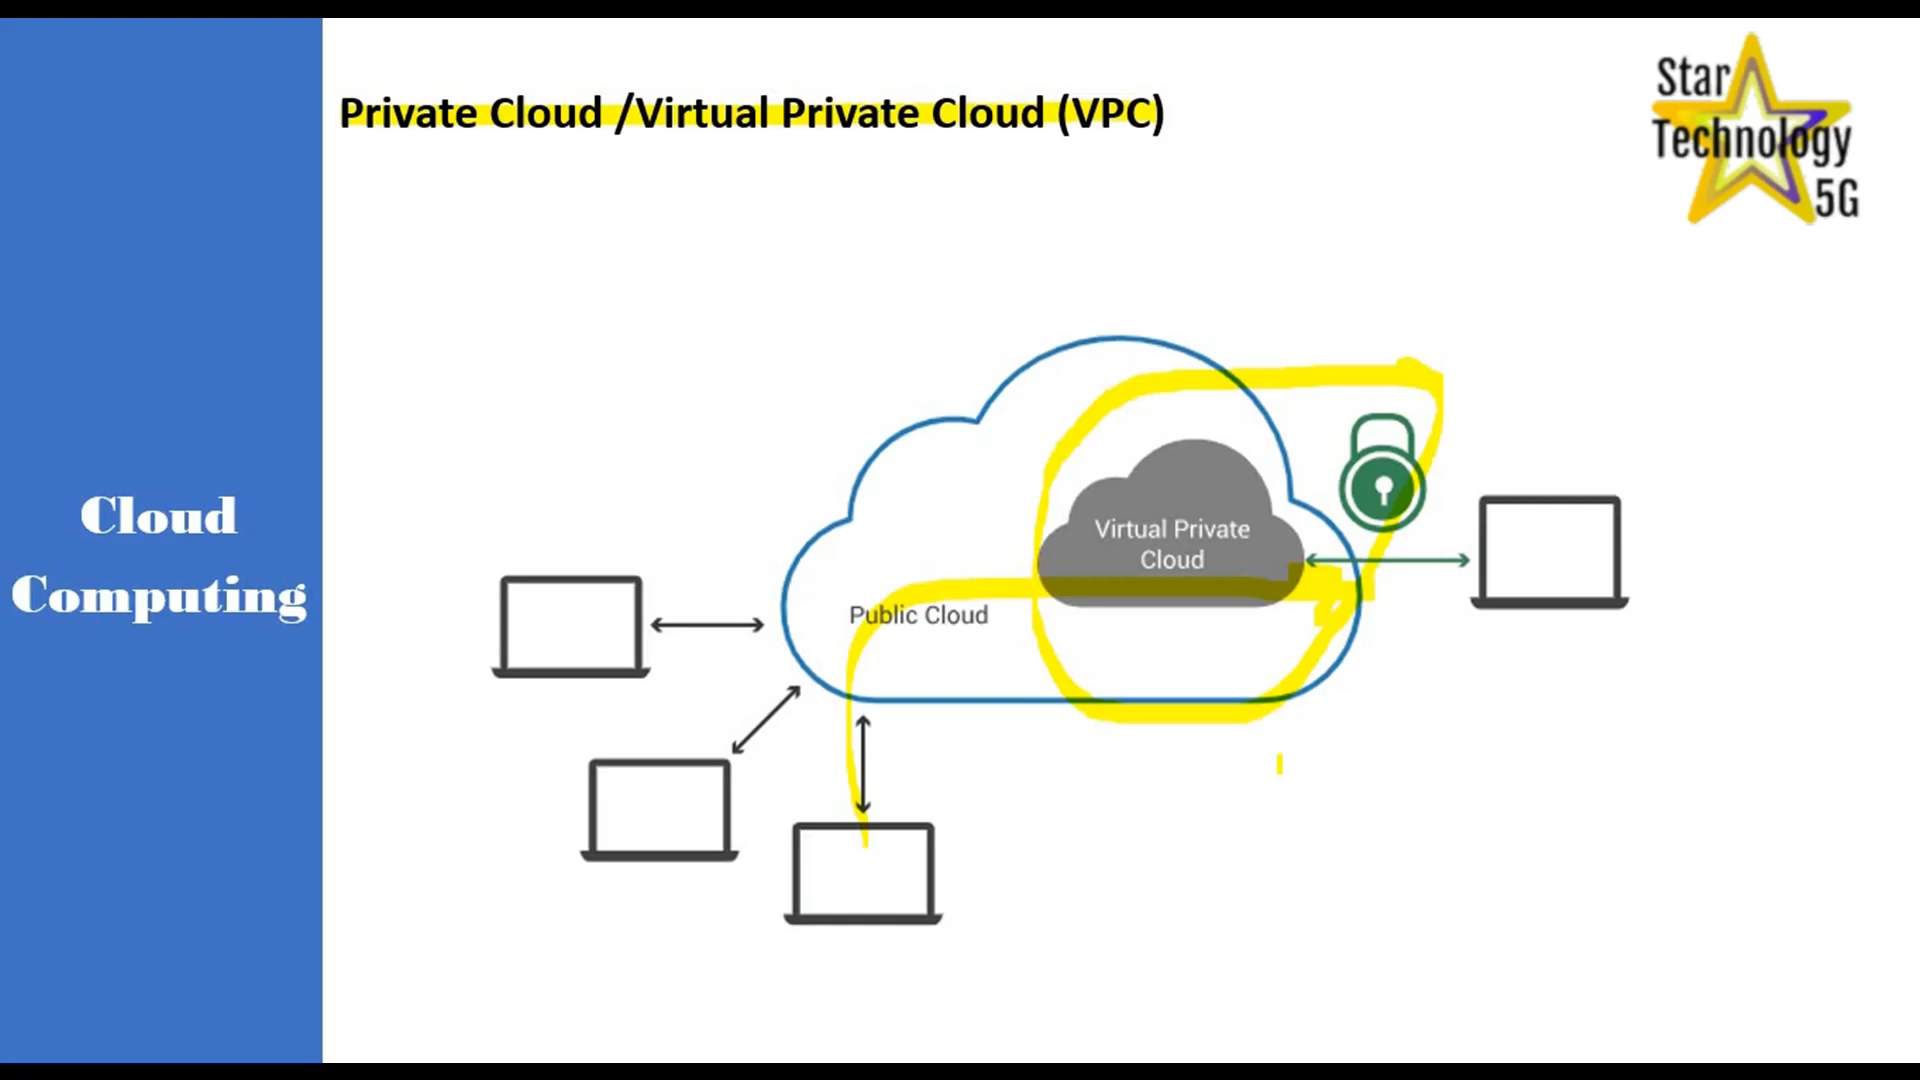 Private Cloud /Virtual Private Cloud (VPC)
Star
Technology
5G
Cloud
Computing
Virtual Private
Cloud
Public Cloud